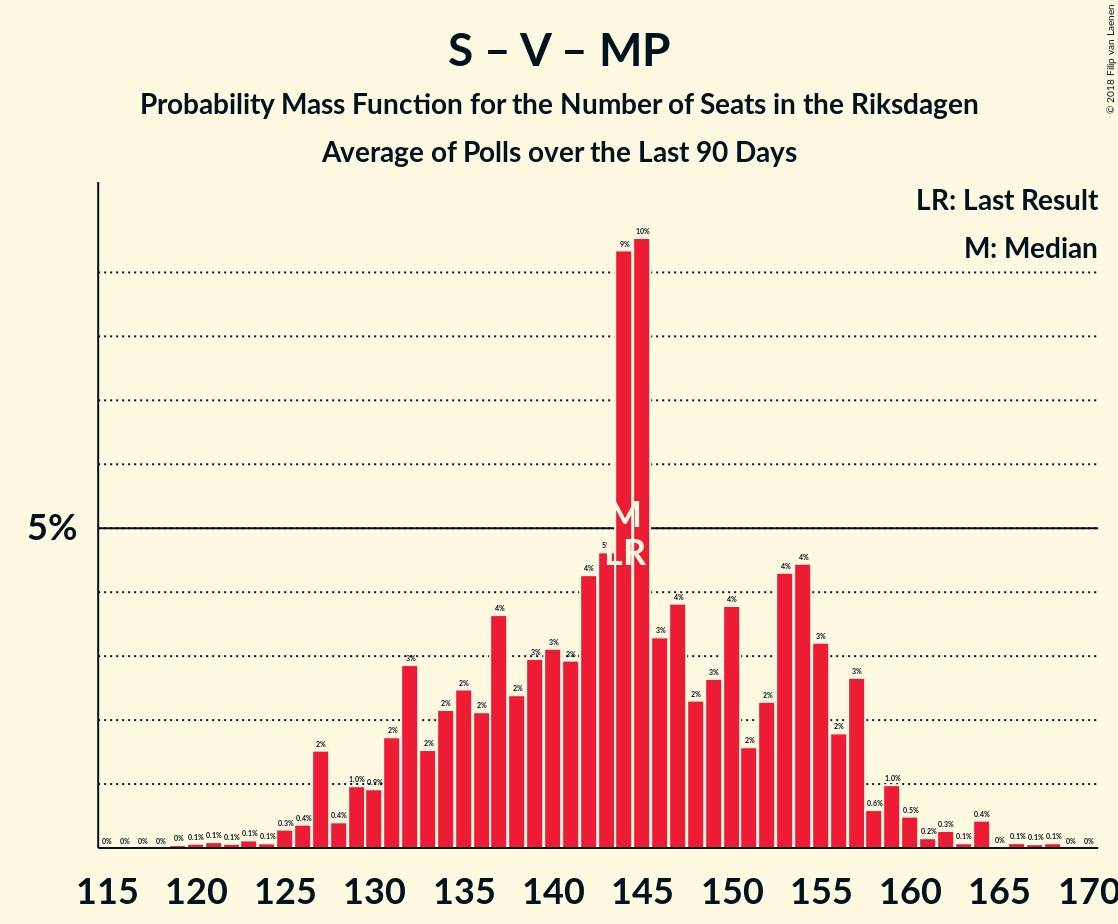 S – V – MP
Probability Mass Function for the Number of Seats in the Riksdagen
Average of Polls over the Last 90 Days
© 2018 Filip van Laenen
LR: Last Result
M: Median
5%
0% 0% 0% 0% 0% 0.1% 0.1% 0.1% 0.1% 0.1% 0.3% 0.4% 2% 0.4% 1.0% 0.9% 2% 3% 2% 2% 2% 2% 4% 2% 3% 3% 3% 4% 5% 9% 10% 3% 4% 2% 3% 4% 2% 2% 4% 4% 3% 2% 3% 0.6% 1.0% 0.5% 0.2% 0.3% 0.1% 0.4% 0% 0.1% 0.1% 0.1% 0% 0%
M
LR
115 120 125 130 135 140 145 150 155 160 165 170